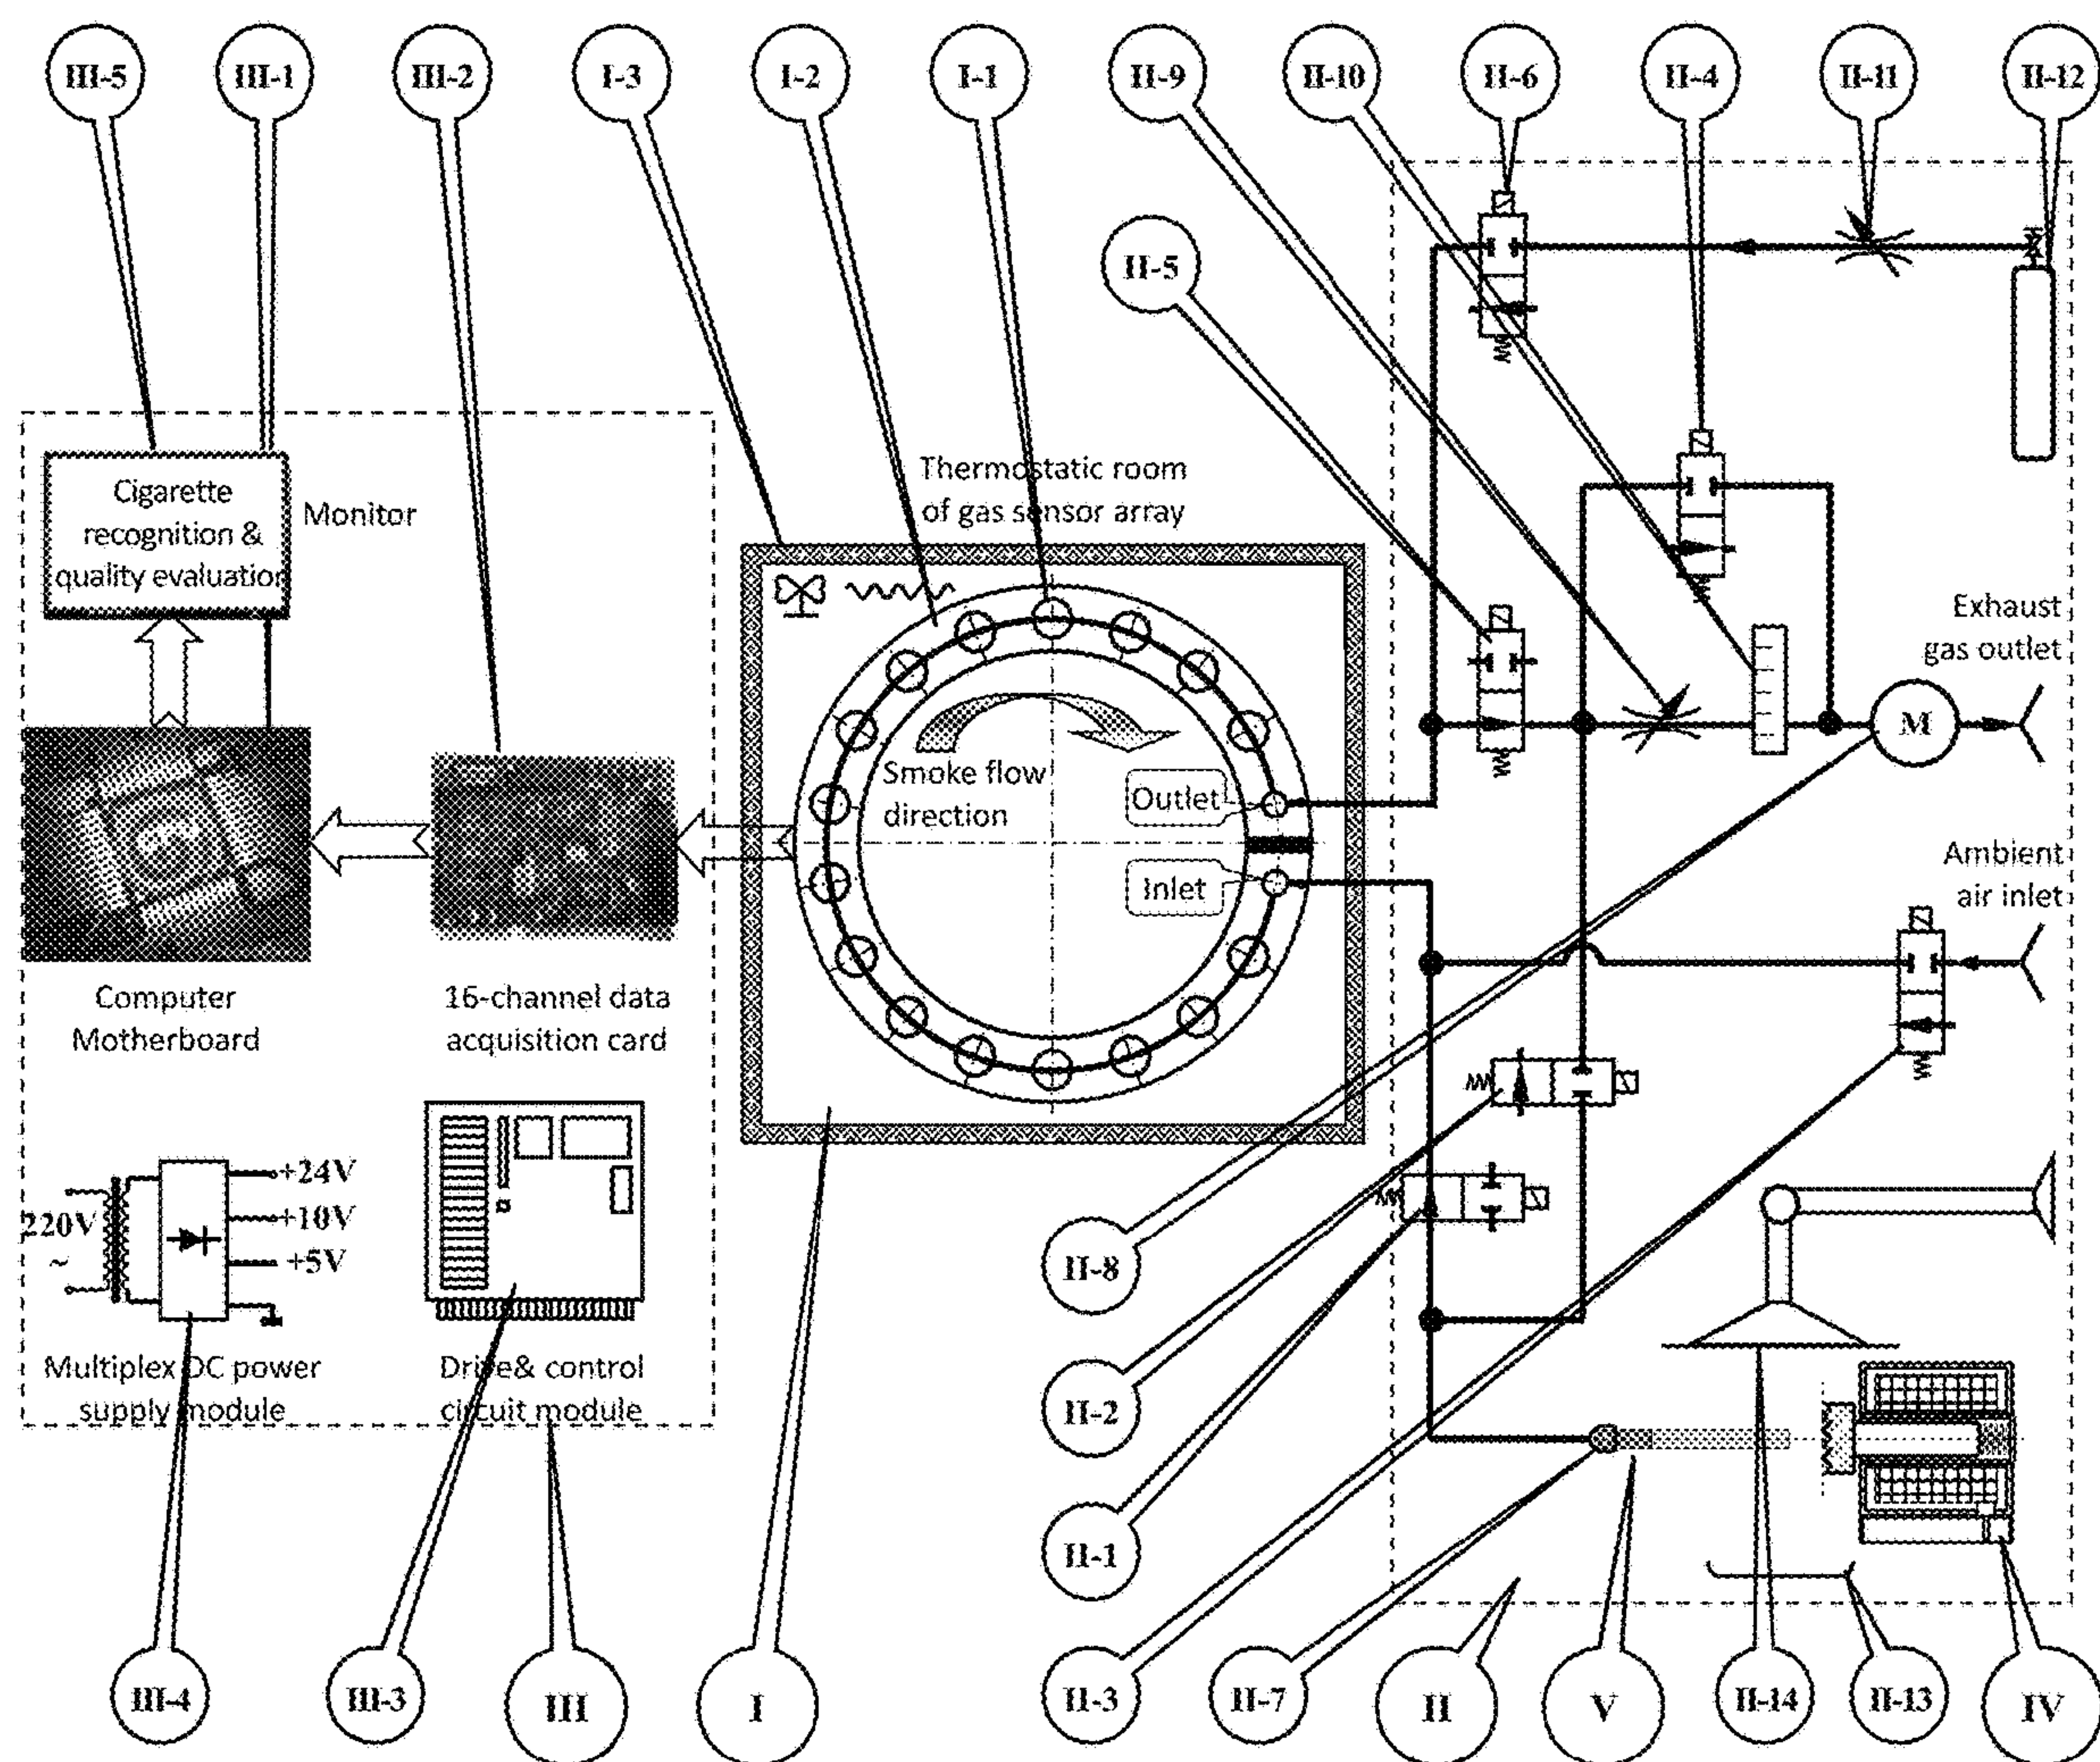 III-5
III-1
III-2
I-3
I-2
I-1
II-9
II-10
II-6
II-4
II-11
II-12
II-5
Cigarette
recognition &
quality evaluation
Monitor
Thermostatic room
of gas sensor array
Exhaust
gas outlet
M
Smoke flow
direction
Outlet
Inlet
Ambient
air inlet
Computer
Motherboard
16-channel data
acquisition card
220V
~
+24V
+10V
+5V
Multiplex DC power
supply module
Drive& control
circuit module
II-8
II-2
II-1
II-3
II-7
III-4
III-3
III
I
II
V
II-14
II-13
IV